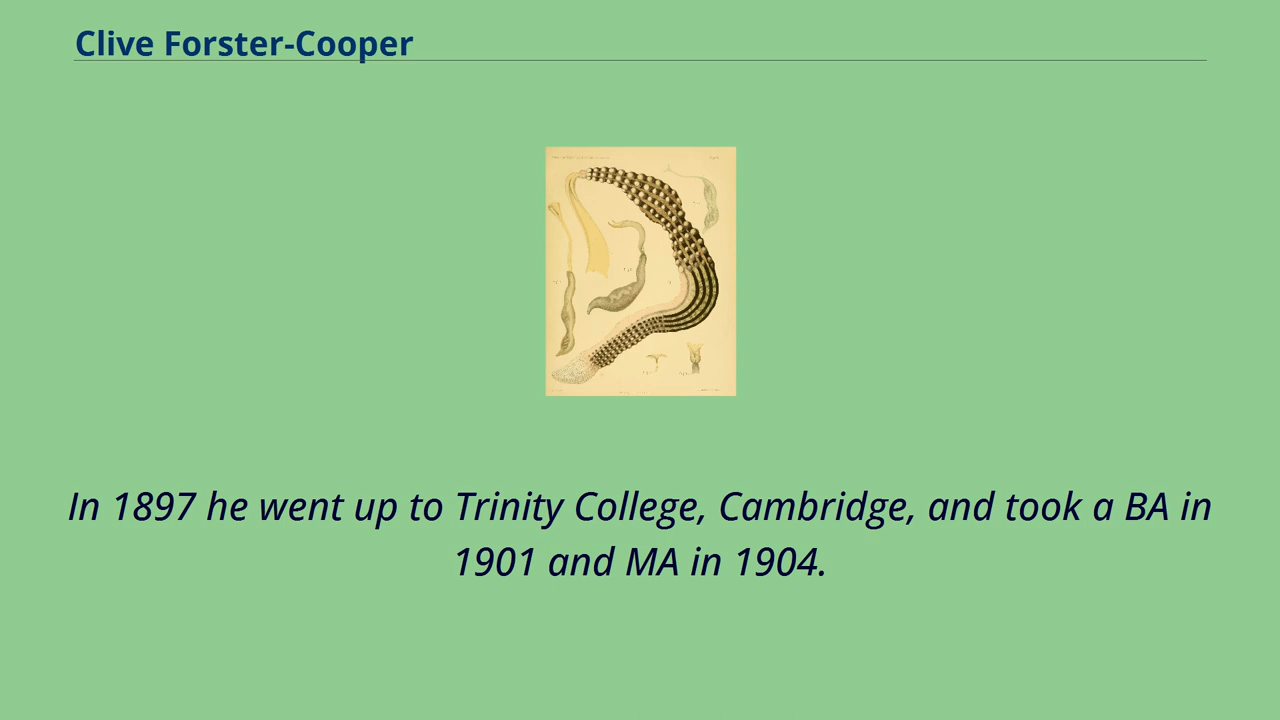 Clive Forster-Cooper
In 1897 he went up to Trinity College, Cambridge, and took a BA in
1901 and MA in 1904.